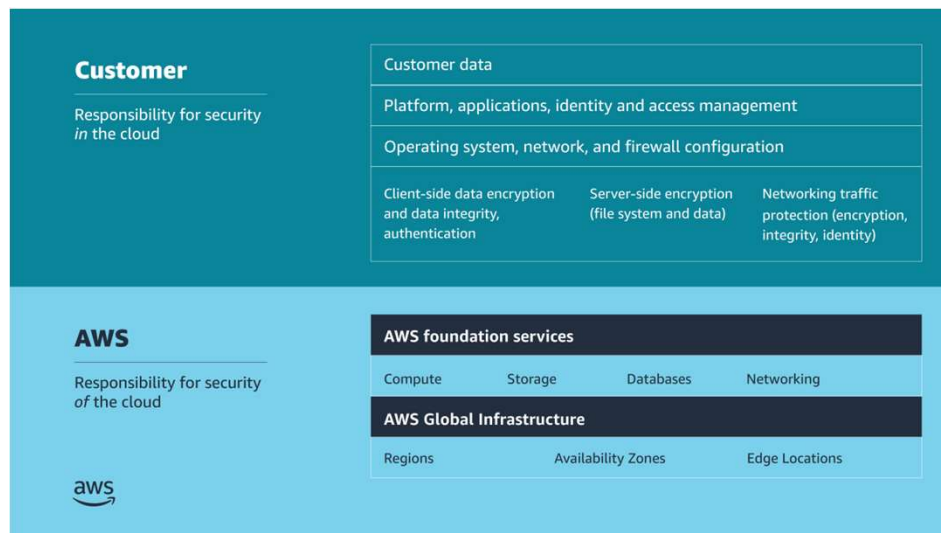 Customer
Responsibility for security
in the cloud
Customer data
Platform, applications, identity and access management
Operating system, network, and firewall configuration
Client-side data encryption
and data integrity,
authentication
Server-side encryption
(file system and data)
Networking traffic
protection (encryption,
integrity, identity)
AWS
Responsibility for security
of the cloud
AWS foundation services
Compute
Storage
Databases
Networking
AWS Global Infrastructure
Regions
Availability Zones
Edge Locations
aws